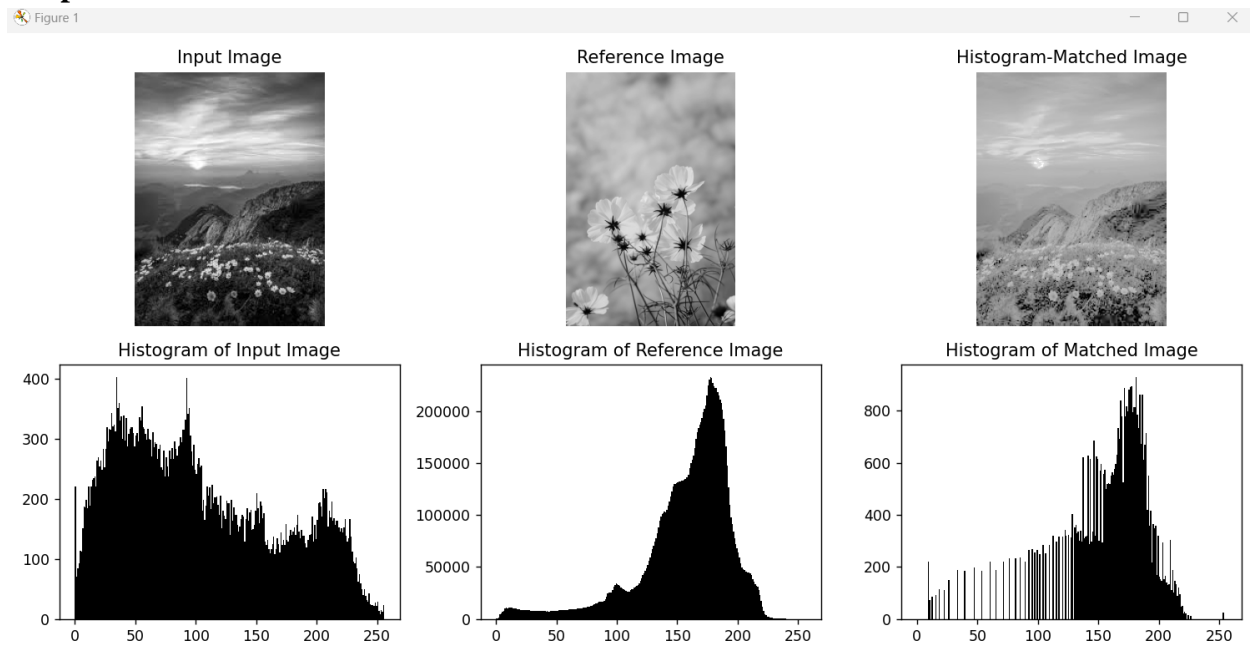 Figure 1
Input Image
Reference Image
Histogram-Matched Image
Histogram of Input Image
Histogram of Reference Image
Histogram of Matched Image
400
300
200
100
0
0 50 100 150 200 250
200000
150000
100000
50000
0
0 50 100 150 200 250
800
600
400
200
0
0 50 100 150 200 250